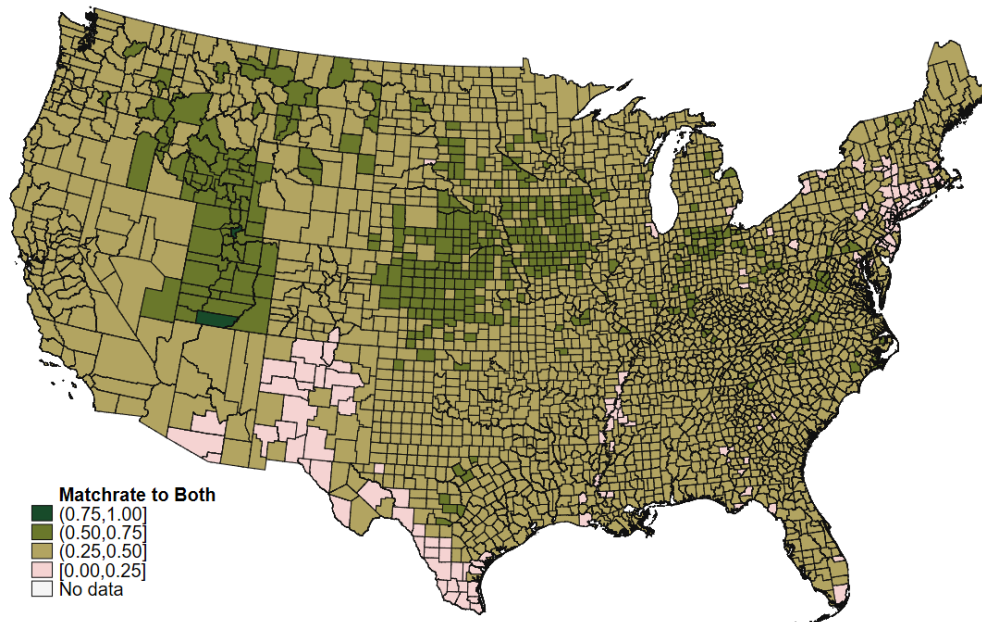 Matchrate to Both
(0.75,1.00]
(0.50,0.75]
(0.25,0.50]
[0.00,0.25]
No data